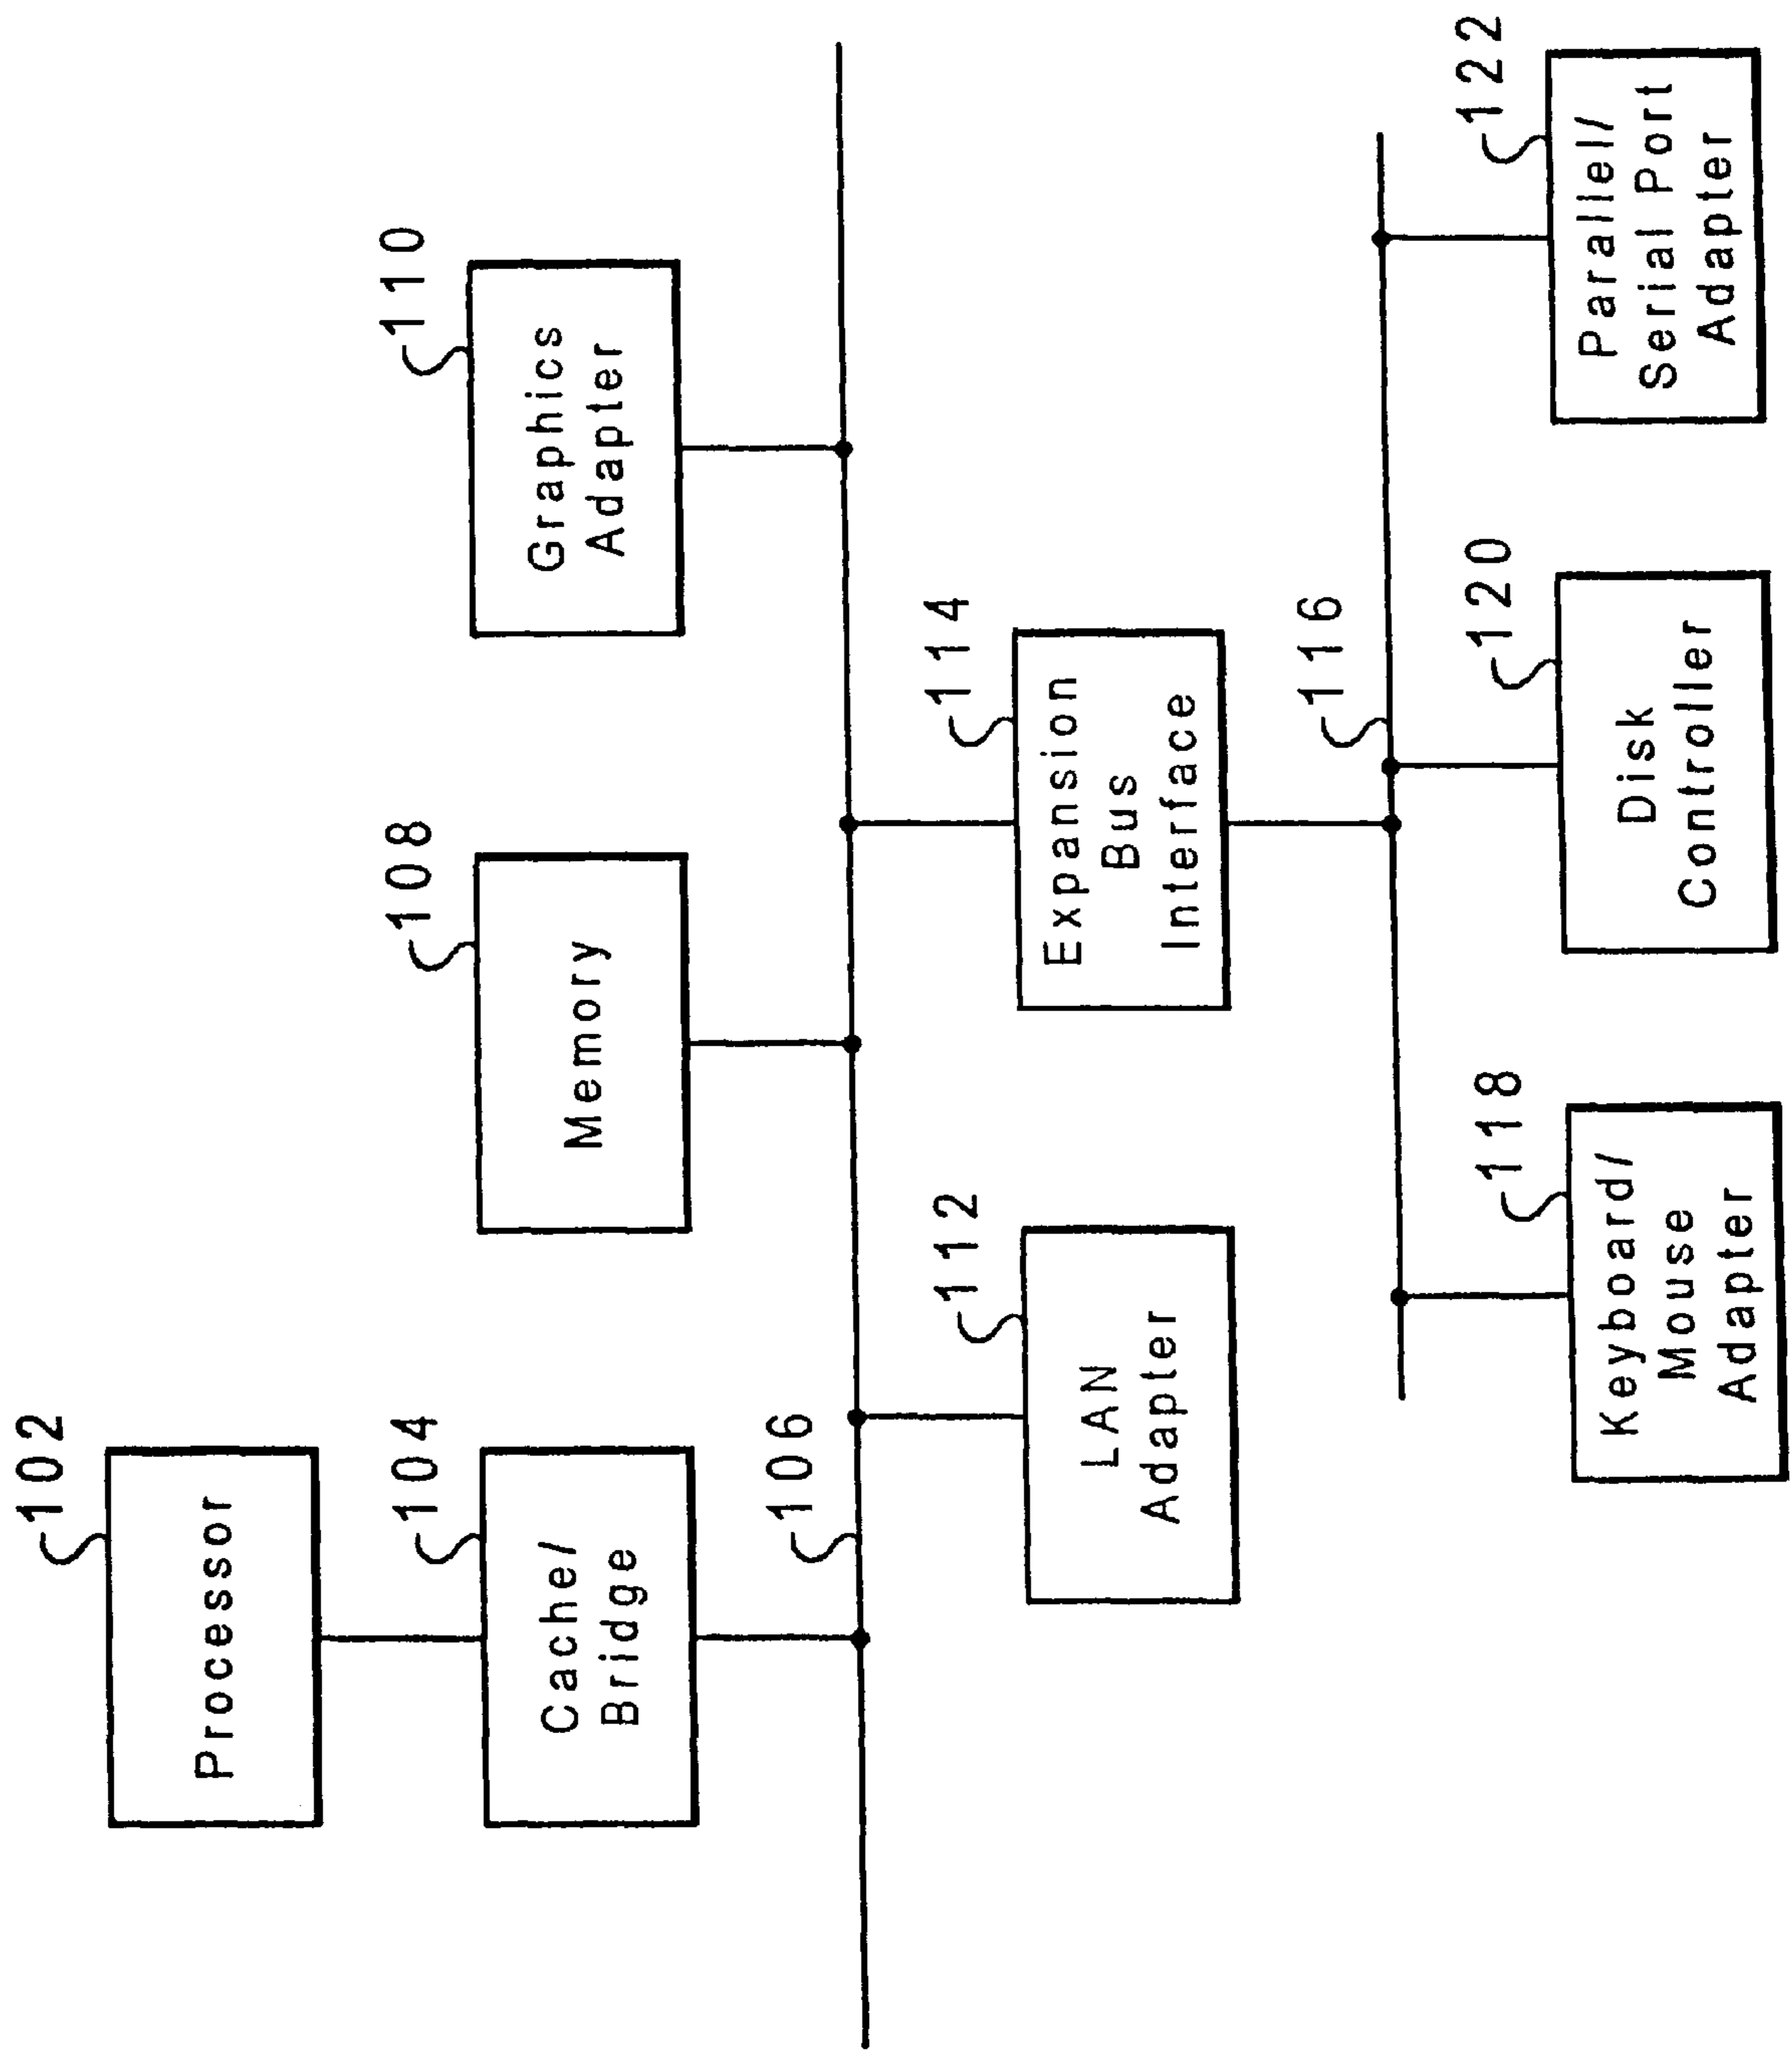 102
Processor
104
Cache/
Bridge
106
108
Memory
110
Graphics
Adapter
112
LAN
Adapter
114
Expansion
Bus
Interface
116
118
Keyboard/
Mouse
Adapter
120
Disk
Controller
122
Parallel/
Serial Port
Adapter